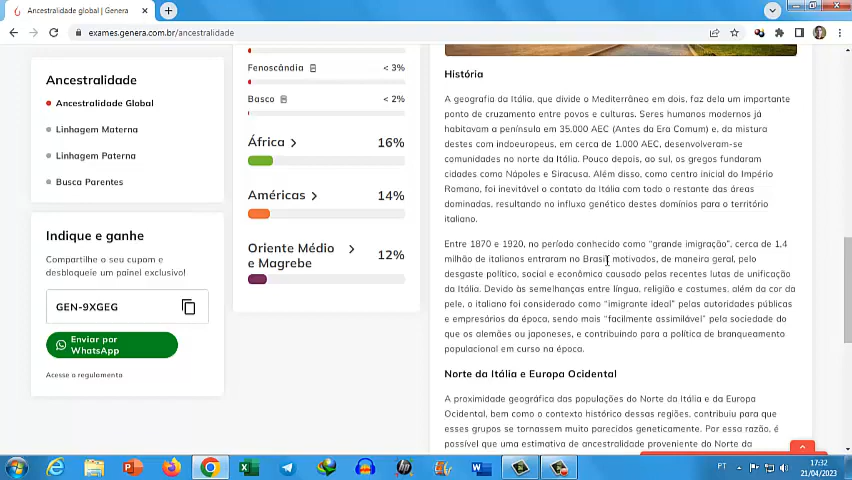 Ancestralidade global | Genera
exames.genera.com.br/ancestralidade
Ancestralidade
Ancestralidade Global
Linhagem Materna
Linhagem Paterna
Busca Parentes
Indique e ganhe
Compartilhe o seu cupom e
desbloqueie um painel exclusivo!
GEN-9XGEG
Enviar por
WhatsApp
Acesse o regulamento
Fenoscândia < 3%
Basco < 2%
África 16%
Américas 14%
Oriente Médio
e Magrebe 12%
História
A geografia da Itália, que divide o Mediterrâneo em dois, faz dela um importante
ponto de cruzamento entre povos e culturas. Seres humanos modernos já
habitavam a península em 35.000 AEC (Antes da Era Comum) e, da mistura
destes com indoeuropeus, em cerca de 1.000 AEC, desenvolveram-se
comunidades no norte da Itália. Pouco depois, ao sul, os gregos fundaram
cidades como Nápoles e Siracusa. Além disso, como centro inicial do Império
Romano, foi inevitável o contato da Itália com todo o restante das áreas
dominadas, resultando no influxo genético destes domínios para o território
italiano.
Entre 1870 e 1920, no período conhecido como “grande imigração”, cerca de 1,4
milhão de italianos entraram no Brasil motivados, de maneira geral, pelo
desgaste político, social e econômico causado pelas recentes lutas de unificação
da Itália. Devido às semelhanças entre língua, religião e costumes, além da cor da
pele, o italiano foi considerado como “imigrante ideal” pelas autoridades públicas
e empresários da época, sendo mais “facilmente assimilável” pela sociedade do
que os alemães ou japoneses, e contribuindo para a política de branqueamento
populacional em curso na época.
Norte da Itália e Europa Ocidental
A proximidade geográfica das populações do Norte da Itália e da Europa
Ocidental, bem como o contexto histórico dessas regiões, contribuiu para que
esses grupos se tornassem muito parecidos geneticamente. Por essa razão, é
possível que uma estimativa de ancestralidade proveniente do Norte da
PT
17:32
21/04/2023